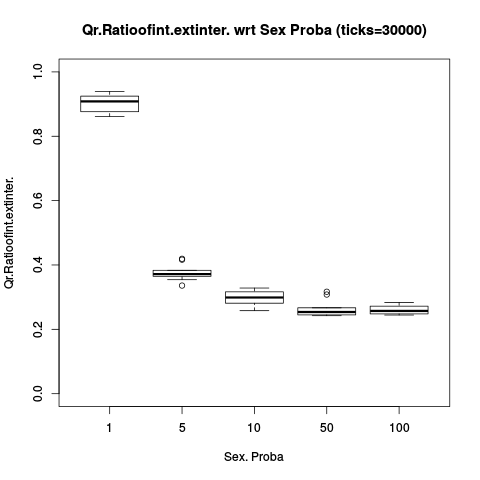 Qr.Ratioofint.extinter. wrt Sex Proba (ticks=30000)
Qr.Ratioofint.extinter.
1.0
0.8
0.6
0.4
0.2
0.0
1 5 10 50 100
Sex. Proba